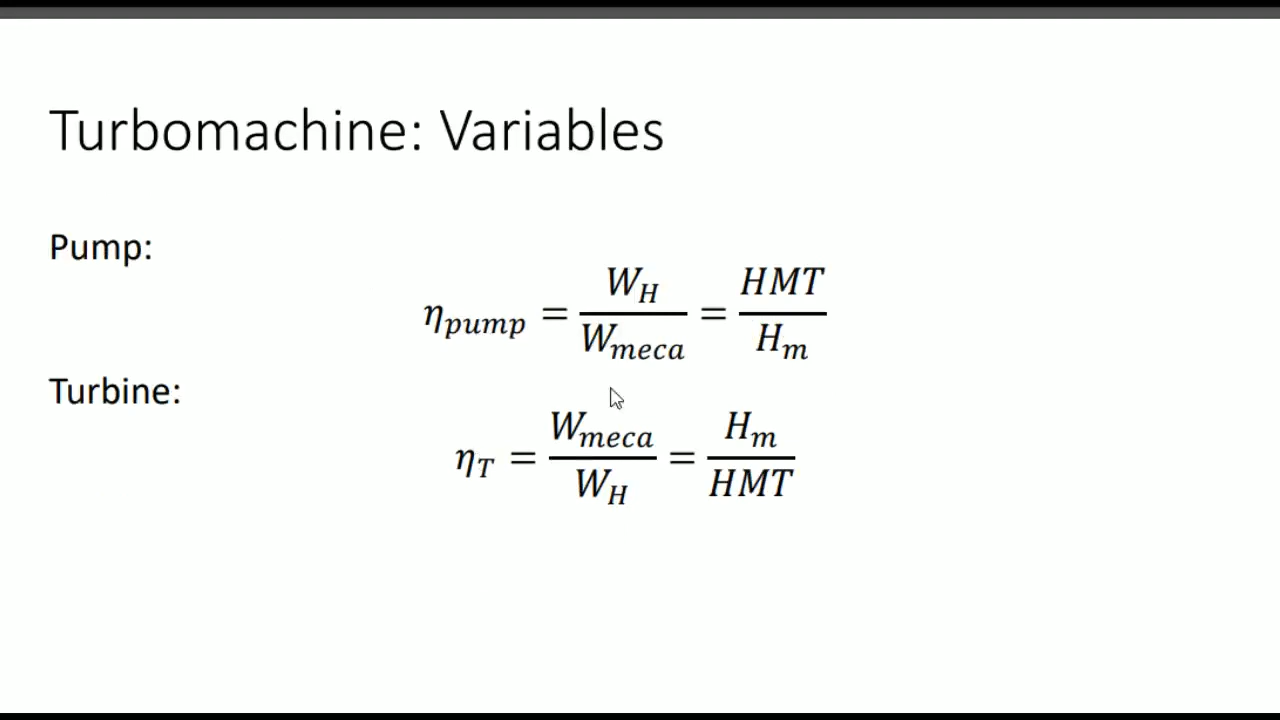 Turbomachine: Variables
Pump:
η_pump = W_H / W_meca = HMT / H_m
Turbine:
η_T = W_meca / W_H = H_m / HMT